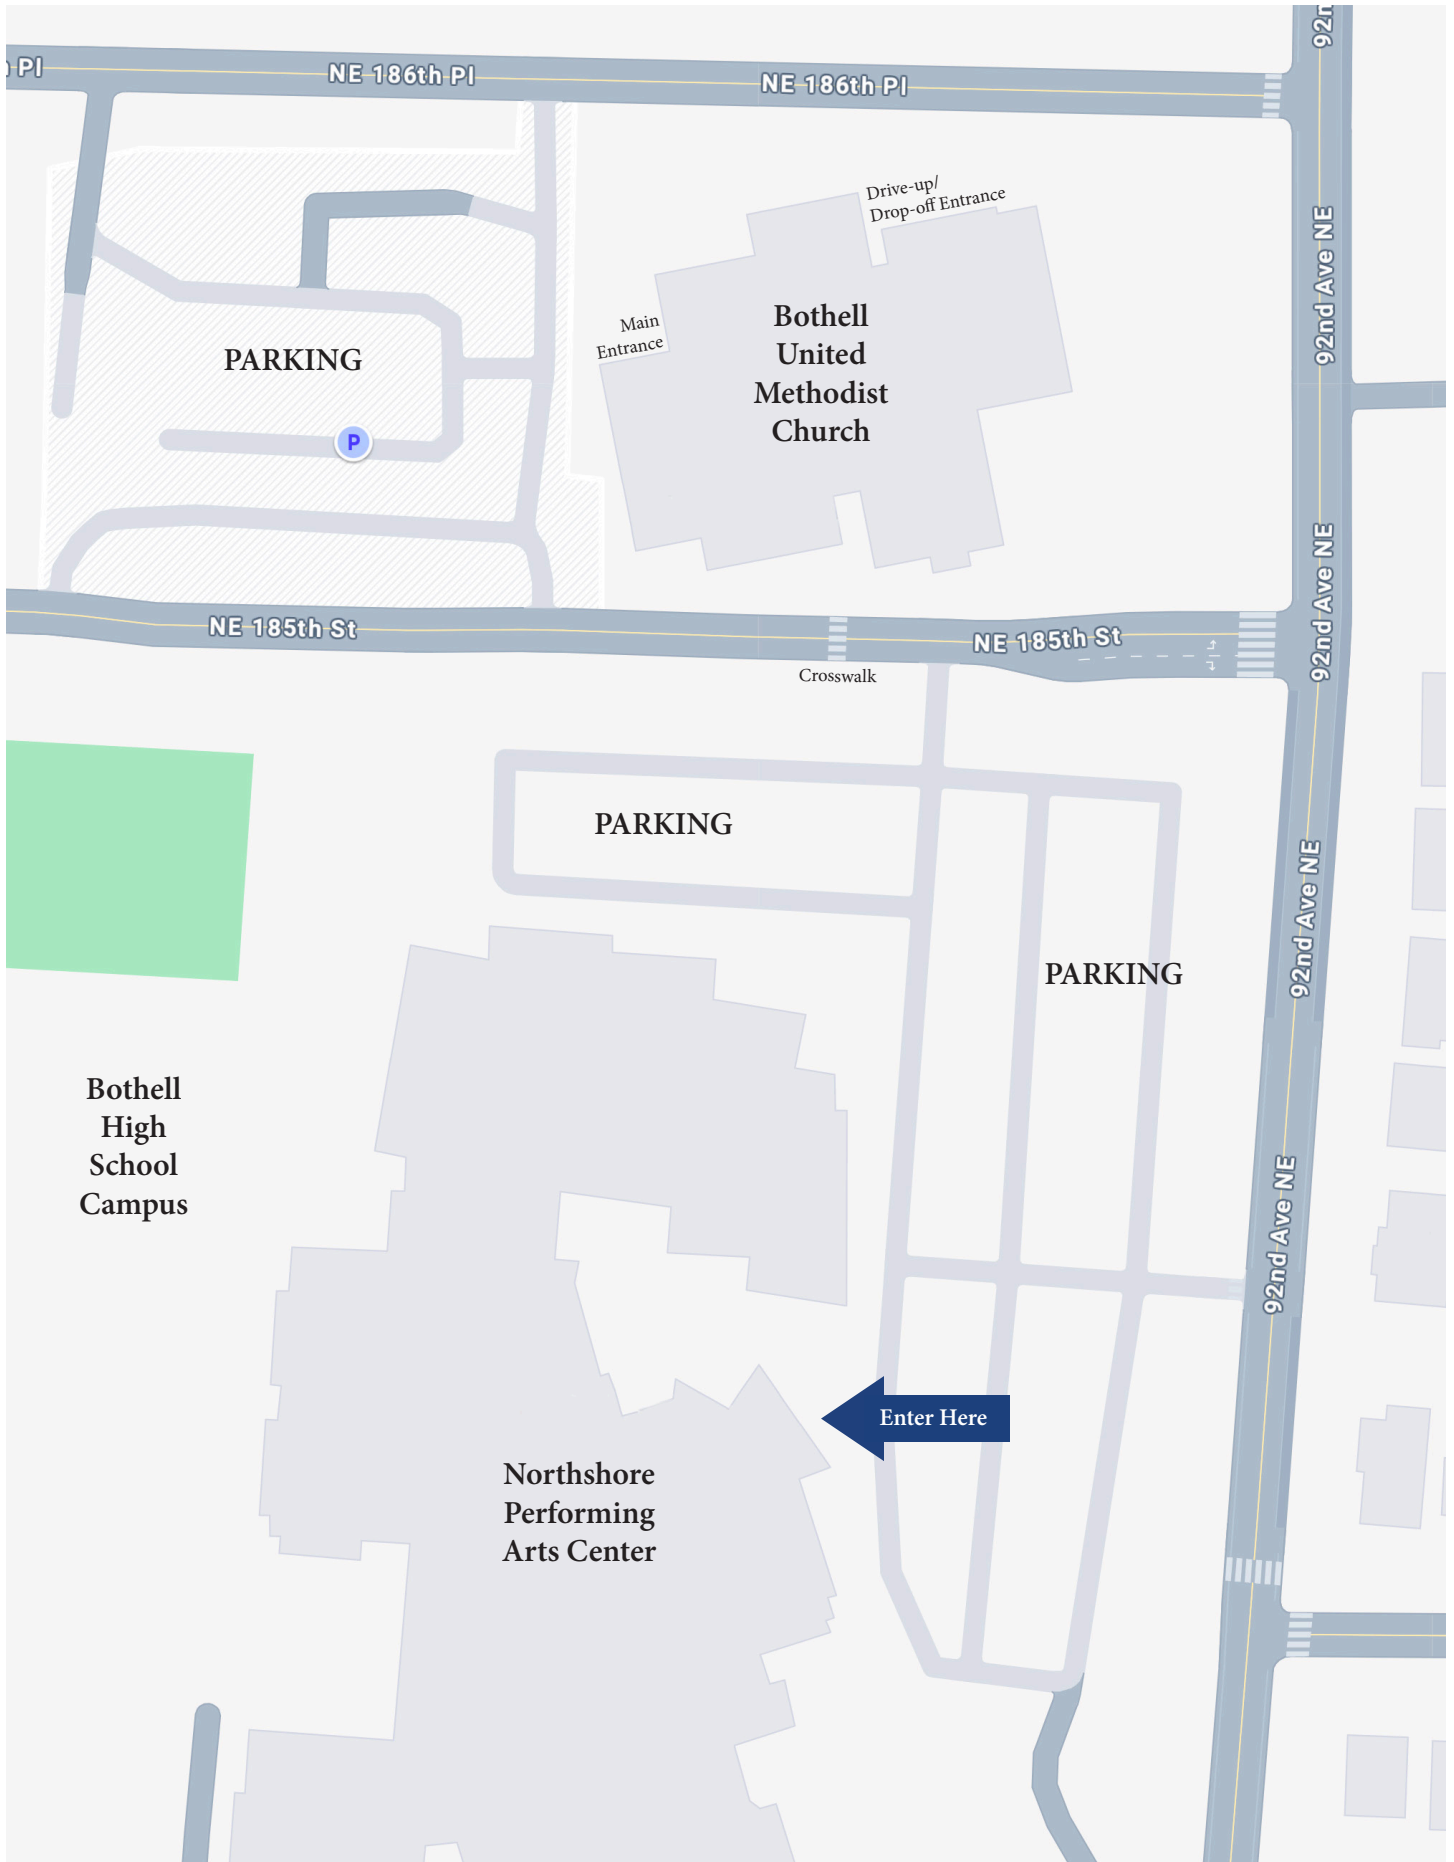 Pl
NE 186th Pl
NE 186th Pl
92n
Drive-up/
Drop-off Entrance
92nd Ave NE
Main
Entrance
Bothell
United
Methodist
Church
PARKING
P
92nd Ave NE
NE 185th St
NE 185th St
Crosswalk
PARKING
92nd Ave NE
PARKING
Bothell
High
School
Campus
92nd Ave NE
Enter Here
Northshore
Performing
Arts Center